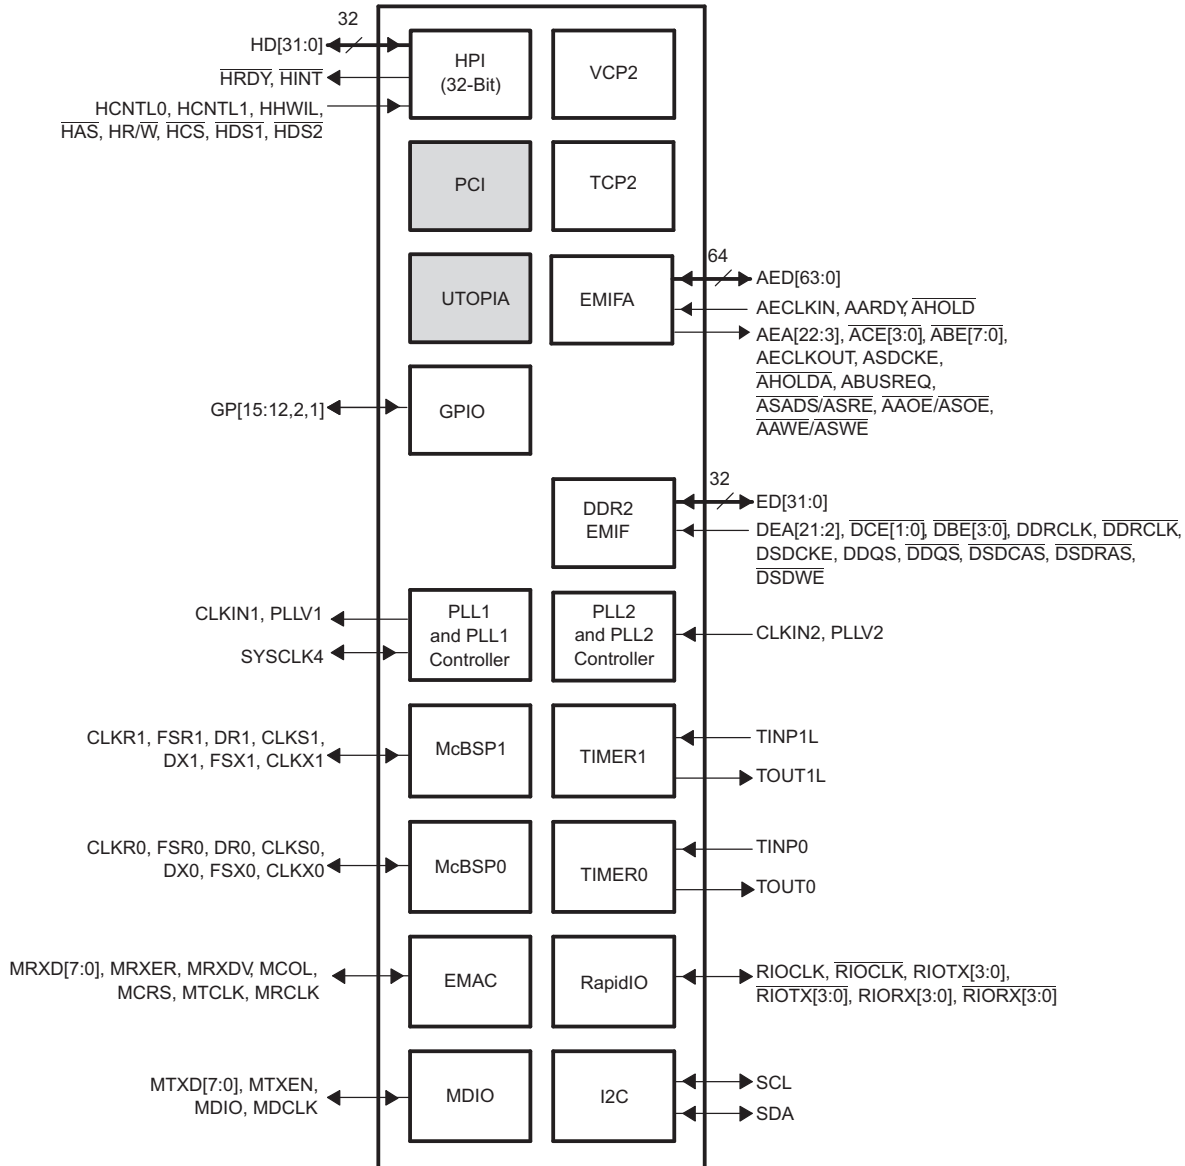 32
HD[31:0]
HRDY, HINT
HCNTL0, HCNTL1, HHWIL,
HAS, HR/W, HCS, HDS1, HDS2
HPI
(32-Bit)
VCP2
PCI
TCP2
UTOPIA
EMIFA
64
AED[63:0]
AECLKIN, AARDY, AHOLD
AEA[22:3], ACE[3:0], ABE[7:0],
AECLKOUT, ASDCKE,
AHOLDA, ABUSREQ,
ASADS/ASRE, AAOE/ASOE,
AAWE/ASWE
GP[15:12,2,1]
GPIO
DDR2
EMIF
32
ED[31:0]
DEA[21:2], DCE[1:0], DBE[3:0], DDRCLK, DDRCLK,
DSDCKE, DDQS, DDQS, DSDCAS, DSDRAS,
DSDWE
CLKIN1, PLLV1
SYSCLK4
PLL1
and PLL1
Controller
PLL2
and PLL2
Controller
CLKIN2, PLLV2
CLKR1, FSR1, DR1, CLKS1,
DX1, FSX1, CLKX1
McBSP1
TIMER1
TINP1L
TOUT1L
CLKR0, FSR0, DR0, CLKS0,
DX0, FSX0, CLKX0
McBSP0
TIMER0
TINP0
TOUT0
MRXD[7:0], MRXER, MRXDV, MCOL,
MCRS, MTCLK, MRCLK
EMAC
RapidIO
RIOCLK, RIOCLK, RIOTX[3:0],
RIOTX[3:0], RIORX[3:0], RIORX[3:0]
MTXD[7:0], MTXEN,
MDIO, MDCLK
MDIO
I2C
SCL
SDA